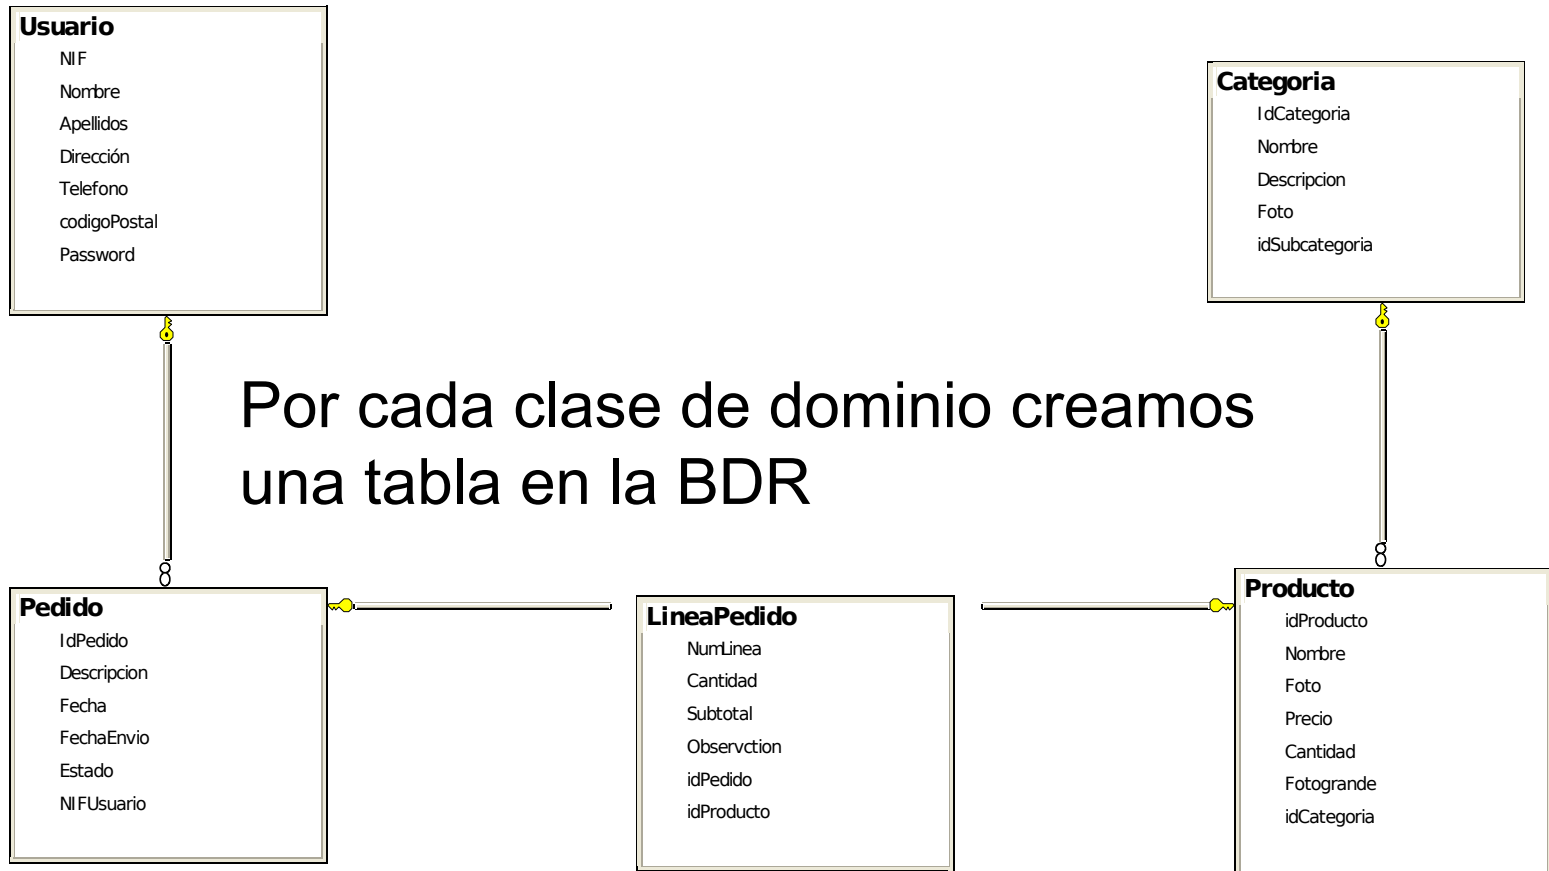 Usuario
NIF
Nombre
Apellidos
Dirección
Telefono
codigoPostal
Password
Categoria
IdCategoria
Nombre
Descripcion
Foto
idSubcategoria
Por cada clase de dominio creamos
una tabla en la BDR
Pedido
IdPedido
Descripcion
Fecha
FechaEnvio
Estado
NIFUsuario
LineaPedido
NumLinea
Cantidad
Subtotal
Observction
idPedido
idProducto
Producto
idProducto
Nombre
Foto
Precio
Cantidad
Fotogrande
idCategoria